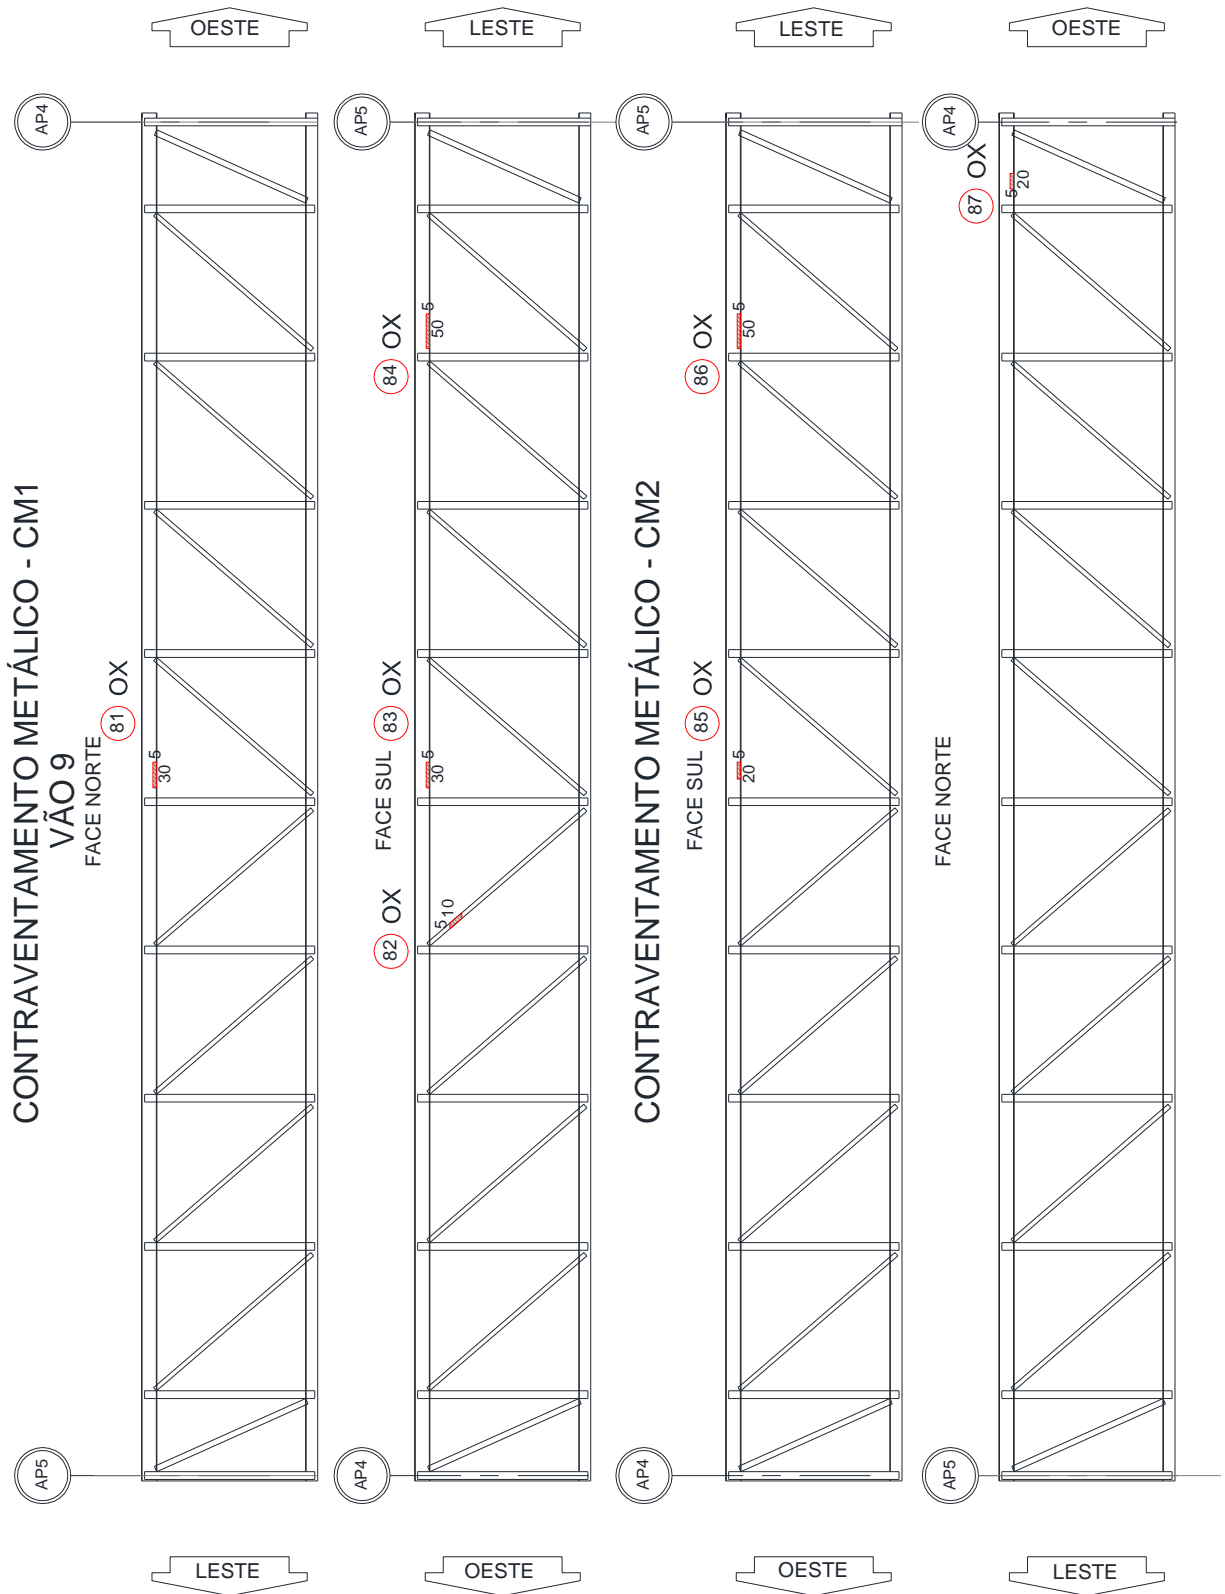 OESTE
LESTE
LESTE
OESTE
AP4
AP5
AP5
AP4
CONTRAVENTAMENTO METÁLICO - CM1
VÃO 9
FACE NORTE
81 OX
5
30
FACE SUL
82 OX
5 10
83 OX
5
30
84 OX
5
50
CONTRAVENTAMENTO METÁLICO - CM2
FACE SUL
85 OX
5
20
86 OX
5
50
FACE NORTE
87 OX
5
20
AP5
AP4
AP4
AP5
LESTE
OESTE
OESTE
LESTE